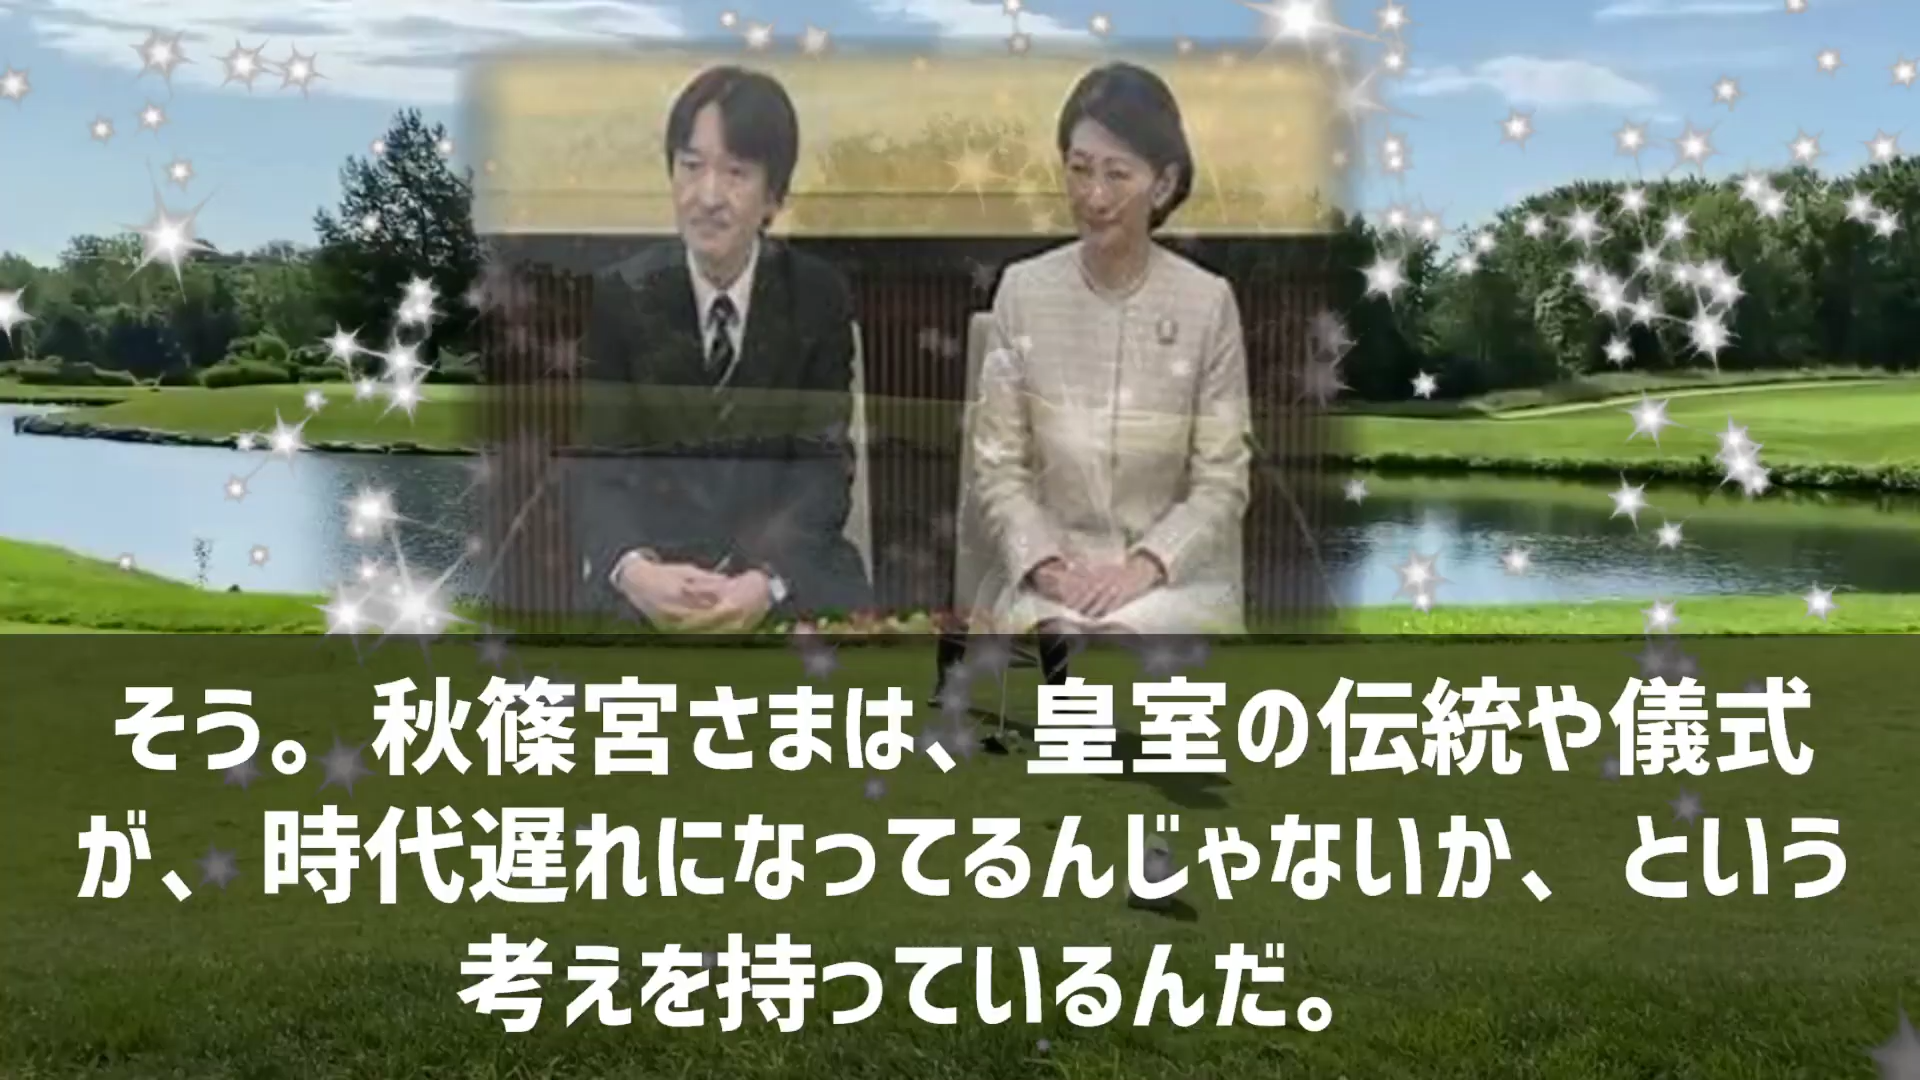 そう。秋篠宮さまは、皇室の伝統や儀式
が、時代遅れになってるんじゃないか、という
考えを持っているんだ。